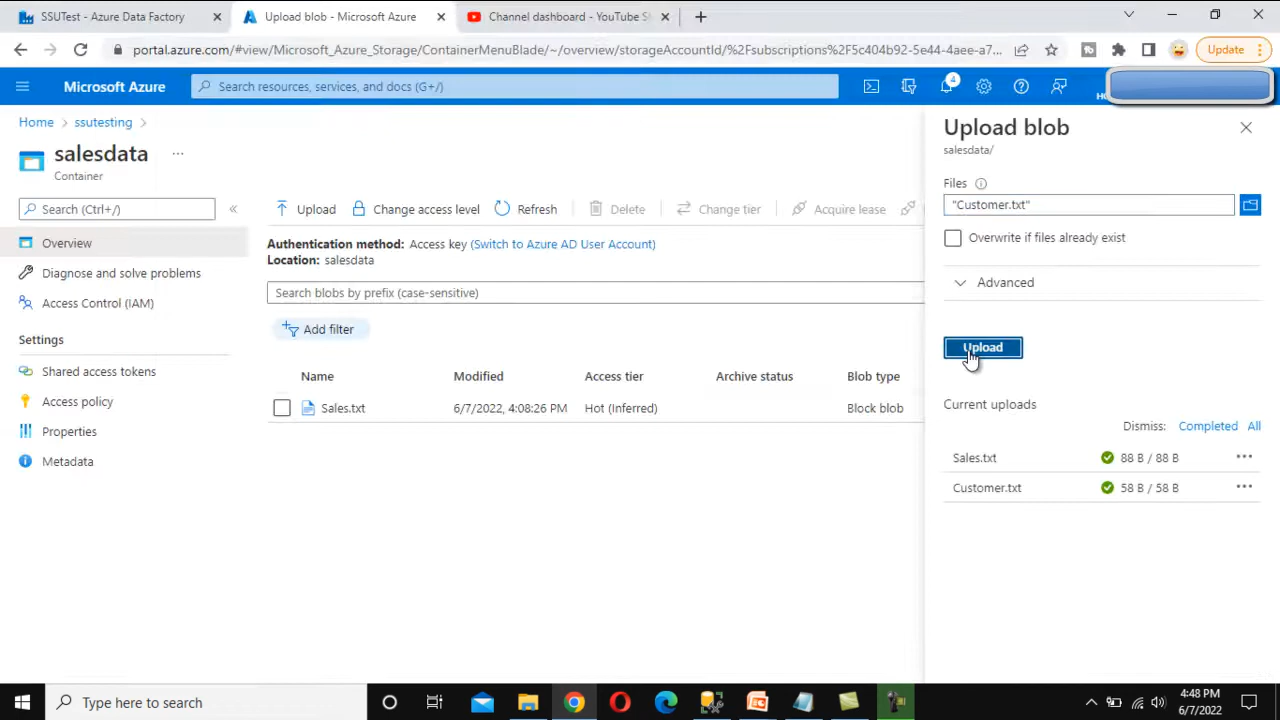 SSUTest - Azure Data Factory
Upload blob - Microsoft Azure
Channel dashboard - YouTube S
portal.azure.com/#view/Microsoft_Azure_Storage/ContainerMenuBlade/~/overview/storageAccountId/%2Fsubscriptions%2F5c404b92-5e44-4aee-a7...
Update
Microsoft Azure
Search resources, services, and docs (G+/)
4
Home > ssutesting >
salesdata ...
Container
Search (Ctrl+/)
«
Overview
Diagnose and solve problems
Access Control (IAM)
Settings
Shared access tokens
Access policy
Properties
Metadata
Upload
Change access level
Refresh
Delete
Change tier
Acquire lease
Authentication method: Access key (Switch to Azure AD User Account)
Location: salesdata
Search blobs by prefix (case-sensitive)
Add filter
Name Modified Access tier Archive status Blob type
Sales.txt 6/7/2022, 4:08:26 PM Hot (Inferred) Block blob
Upload blob
salesdata/
Files
"Customer.txt"
Overwrite if files already exist
Advanced
Upload
Current uploads
Dismiss: Completed All
Sales.txt 88 B / 88 B ...
Customer.txt 58 B / 58 B ...
Type here to search
4:48 PM
6/7/2022